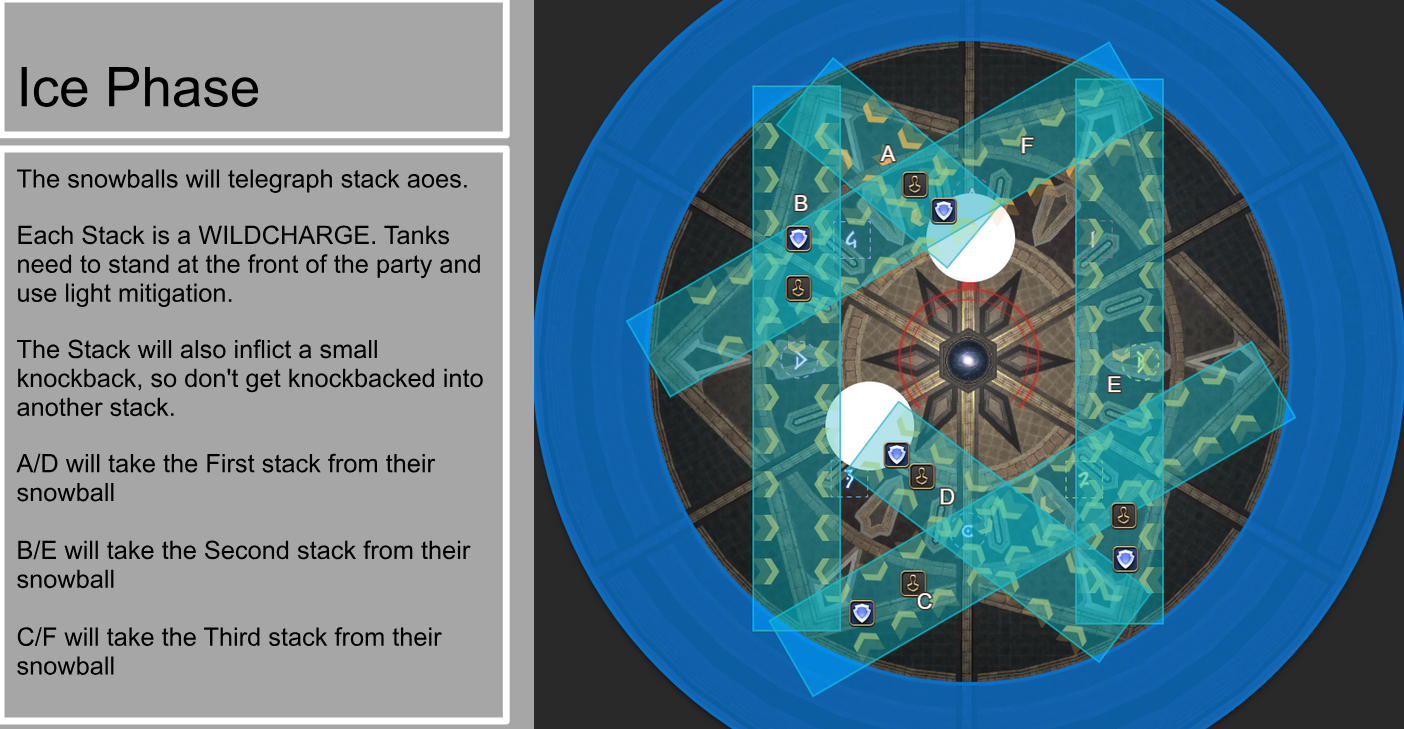 Ice Phase
The snowballs will telegraph stack aoes.
Each Stack is a WILDCHARGE. Tanks
need to stand at the front of the party and
use light mitigation.
The Stack will also inflict a small
knockback, so don't get knockbacked into
another stack.
A/D will take the First stack from their
snowball
B/E will take the Second stack from their
snowball
C/F will take the Third stack from their
snowball
A
F
B
E
D
C